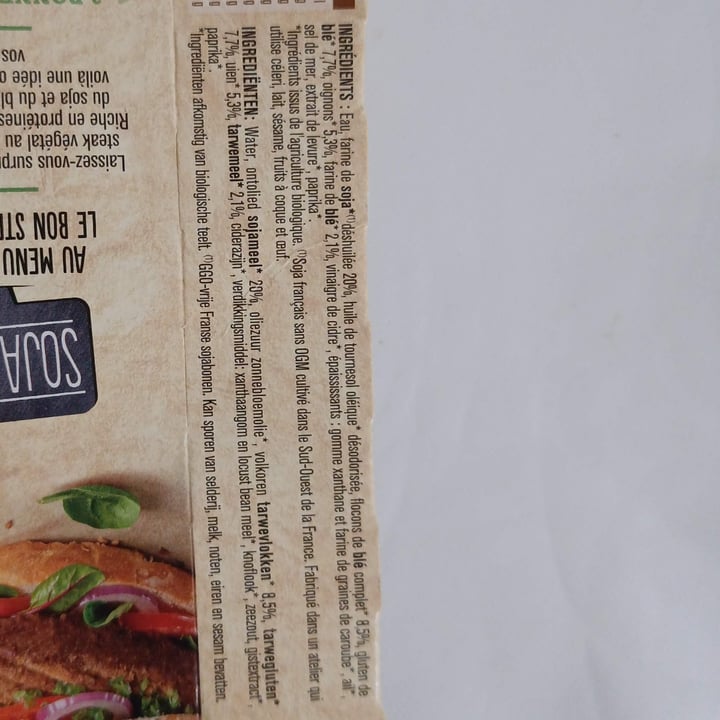 INGRÉDIENTS : Eau, farine de soja*⁽¹⁾déshuilée 20%, huile de tournesol oléique* désodorisée, flocons de blé complet* 8,5%, gluten de
blé* 7,7%, oignons* 5,3%, farine de blé* 2,1%, vinaigre de cidre*, épaississants : gomme xanthane et farine de graines de caroube*, ail*,
sel de mer, extrait de levure*, paprika*.
*Ingrédients issus de l'agriculture biologique. ⁽¹⁾Soja français sans OGM cultivé dans le Sud-Ouest de la France. Fabriqué dans un atelier qui
utilise céleri, lait, sésame, fruits à coque et œuf.
INGREDIËNTEN: Water, ontolied sojameel* 20%, oliezuur zonnebloemolie*, volkoren tarwevlokken* 8,5%, tarwegluten*
7,7%, uien* 5,3%, tarwemeel* 2,1%, ciderazijn*, verdikkingsmiddel: xanthaangom en locust bean meel*, knoflook*, zeezout, gistextract*,
paprika*.
*Ingrediënten afkomstig van biologische teelt. ⁽¹⁾GGO-vrije Franse sojabonen. Kan sporen van selderij, melk, noten, eiren en sesam bevatten.
SOJA
AU MENU
LE BON
Laissez-vous
steak végétal au
Riche en protéines
du soja et du
voilà une idée
vos